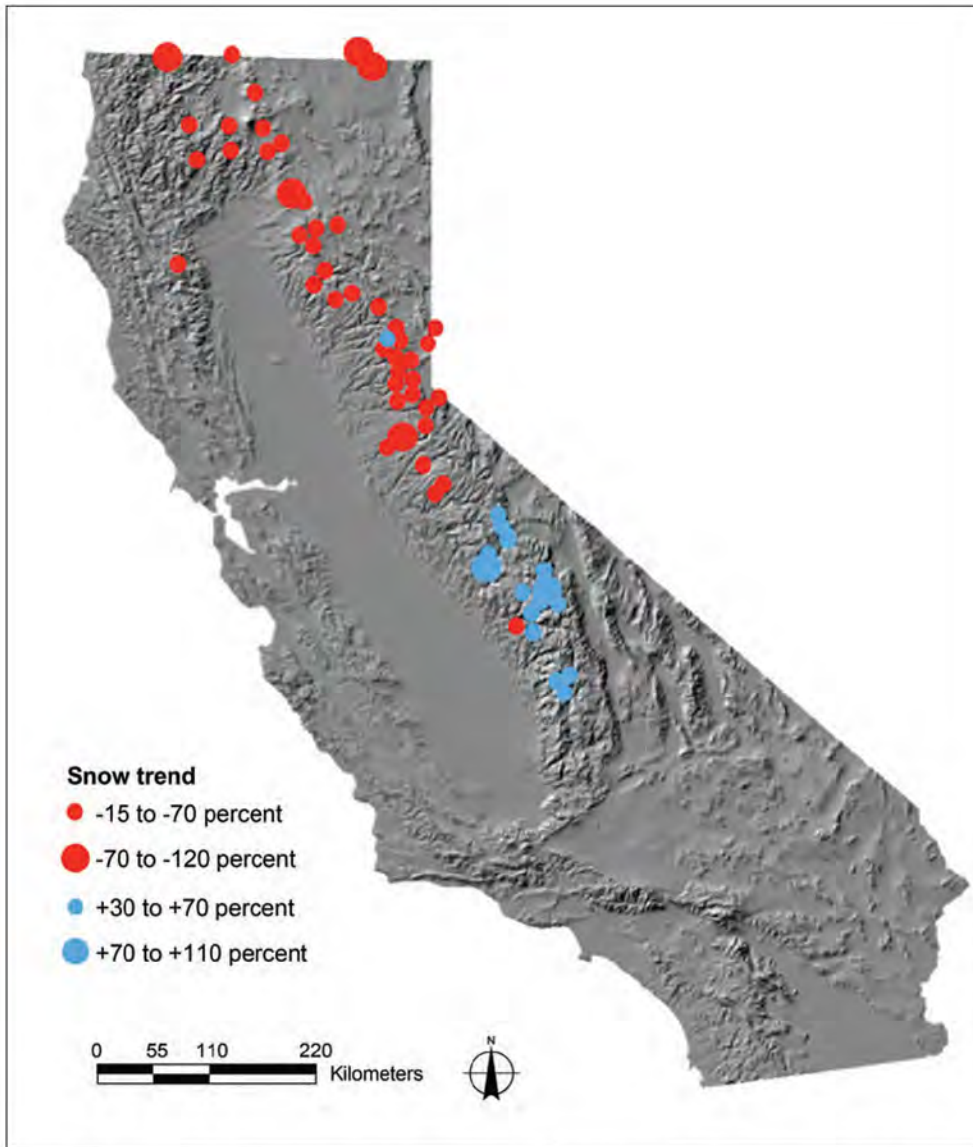 Snow trend
-15 to -70 percent
-70 to -120 percent
+30 to +70 percent
+70 to +110 percent
0 55 110 220
Kilometers
N